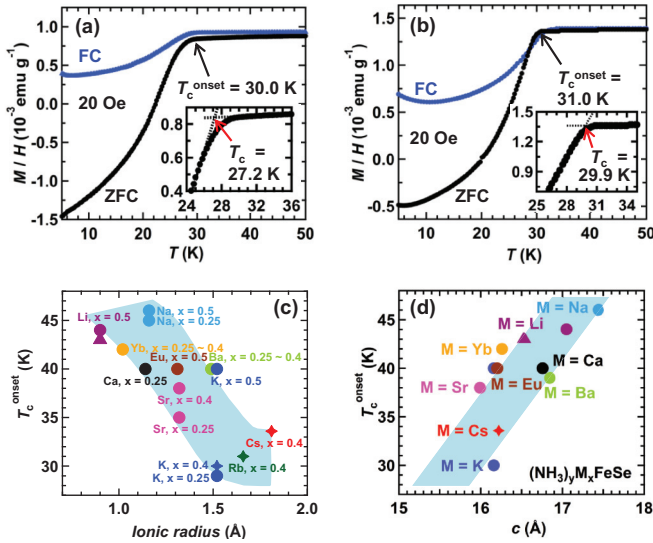 (a)
FC
T_c^onset = 30.0 K
20 Oe
ZFC
T_c =
27.2 K
0.8
0.6
0.4
24 28 32 36
1.0
0.5
0.0
-0.5
-1.0
-1.5
10 20 30 40 50
M / H (10^-3 emu g^-1)
T (K)
(b)
FC
T_c^onset =
31.0 K
20 Oe
ZFC
T_c =
29.9 K
1.5
1.2
0.9
25 30 35
1.5
1.0
0.5
0.0
-0.5
10 20 30 40 50
M / H (10^-3 emu g^-1)
T (K)
(c)
Li, x = 0.5
Na, x = 0.5
Na, x = 0.25
Yb, x = 0.25 ~ 0.4
Eu, x = 0.5
Ba, x = 0.25 ~ 0.4
Ca, x = 0.25
K, x = 0.5
Sr, x = 0.4
Sr, x = 0.25
Cs, x = 0.4
K, x = 0.4
Rb, x = 0.4
K, x = 0.25
45
40
35
30
1.0 1.5 2.0
T_c^onset (K)
Ionic radius (Å)
(d)
M = Na
M = Li
M = Yb
M = Ca
M = Eu
M = Sr
M = Ba
M = Cs
M = K
(NH3)yMxFeSe
45
40
35
30
15 16 17 18
T_c^onset (K)
c (Å)